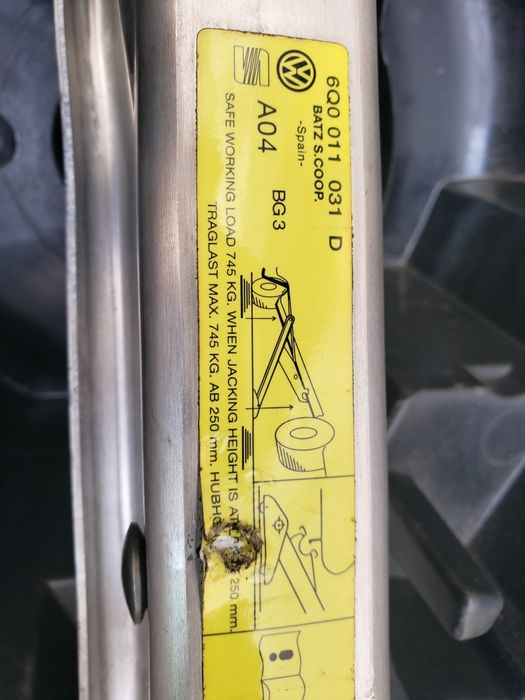 6Q0 011 031 D
BATZ S.COOP.
-Spain-
A04 BG3
SAFE WORKING LOAD 745 KG. WHEN JACKING HEIGHT IS AT 250 mm.
TRAGLAST MAX. 745 KG. AB 250 mm.